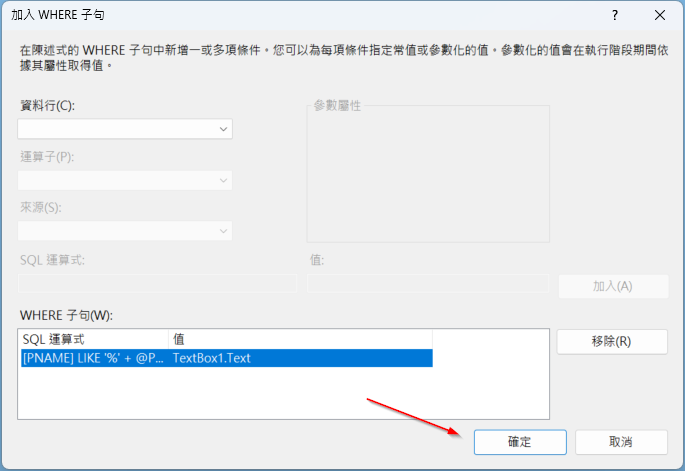 加入 WHERE 子句
?
在陳述式的 WHERE 子句中新增一或多項條件。您可以為每項條件指定常值或參數化的值。參數化的值會在執行階段期間依
據其屬性取得值。
資料行(C):
參數屬性
運算子(P):
來源(S):
SQL 運算式:
值:
加入(A)
WHERE 子句(W):
SQL 運算式
值
移除(R)
[PNAME] LIKE '%' + @P...
TextBox1.Text
確定
取消